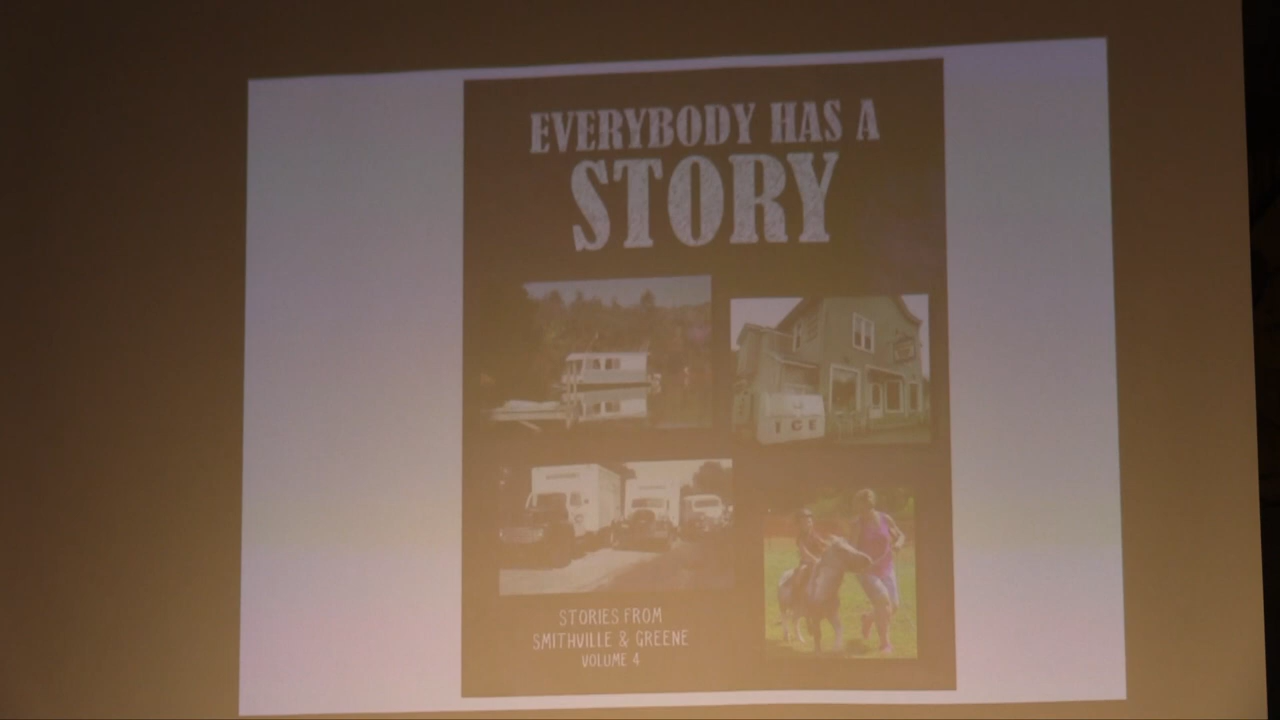 EVERYBODY HAS A
STORY
ICE
STORIES FROM
SMITHVILLE & GREENE
VOLUME 4